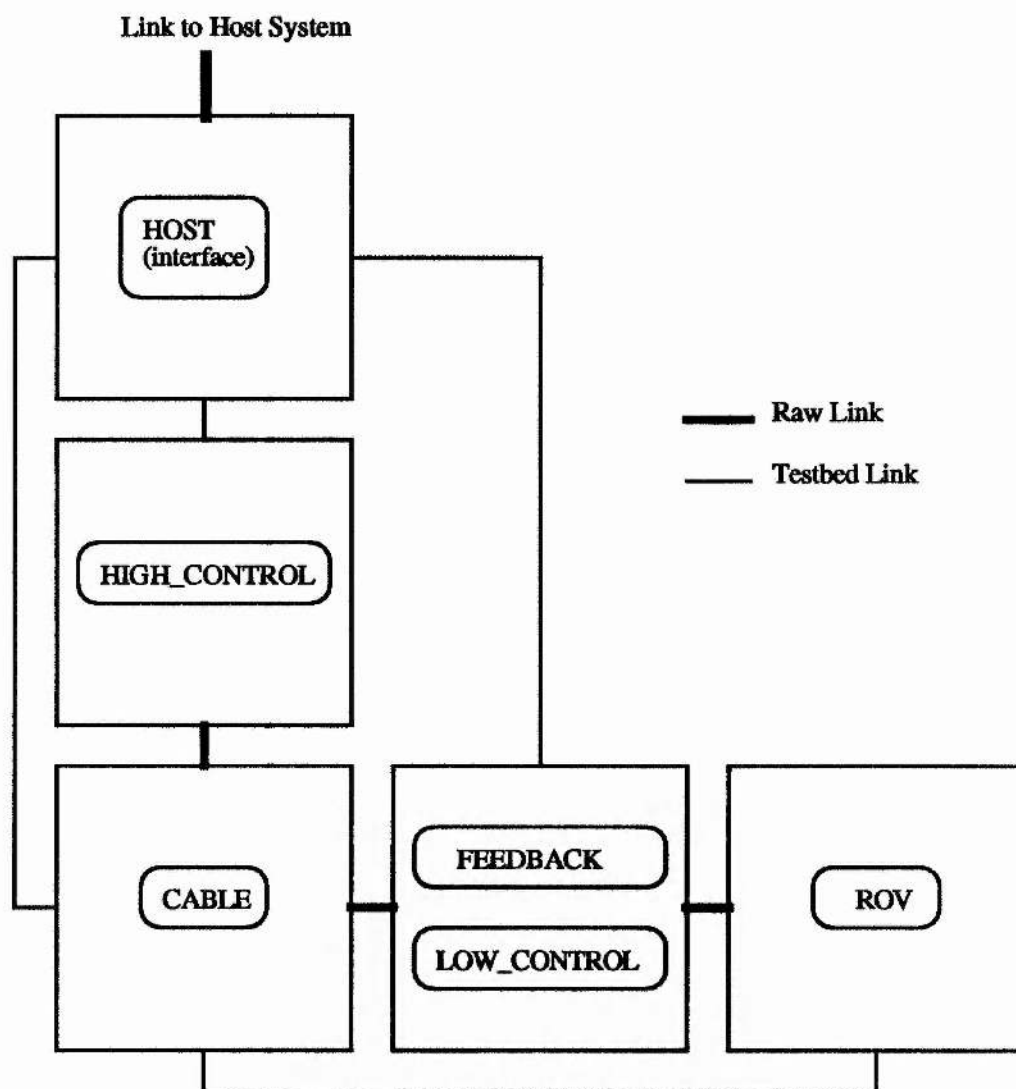 Link to Host System
HOST
(interface)
Raw Link
Testbed Link
HIGH_CONTROL
FEEDBACK
CABLE
ROV
LOW_CONTROL